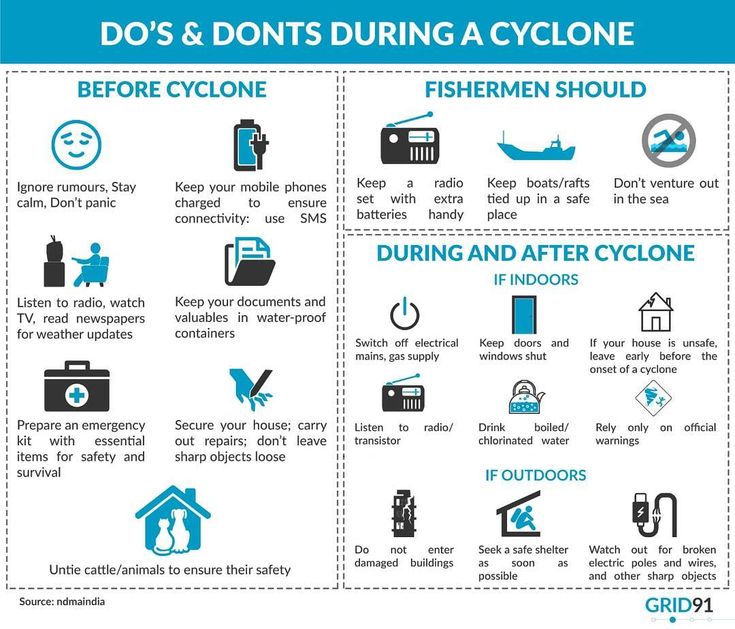 DO'S & DONTS DURING A CYCLONE
BEFORE CYCLONE
Ignore rumours, Stay
calm, Don't panic
Keep your mobile phones
charged to ensure
connectivity: use SMS
Listen to radio, watch
TV, read newspapers
for weather updates
Keep your documents and
valuables in water-proof
containers
Prepare an emergency
kit with essential
items for safety and
survival
Secure your house; carry
out repairs; don't leave
sharp objects loose
Untie cattle/animals to ensure their safety
FISHERMEN SHOULD
Keep a radio
set with extra
batteries handy
Keep boats/rafts
tied up in a safe
place
Don't venture out
in the sea
DURING AND AFTER CYCLONE
IF INDOORS
Switch off electrical
mains, gas supply
Keep doors and
windows shut
If your house is unsafe,
leave early before the
onset of a cyclone
Listen to radio/
transistor
Drink boiled/
chlorinated water
Rely only on official
warnings
IF OUTDOORS
Do not enter
damaged buildings
Seek a safe shelter
as soon as
possible
Watch out for broken
electric poles and wires,
and other sharp objects
Source: ndmaindia
GRID91